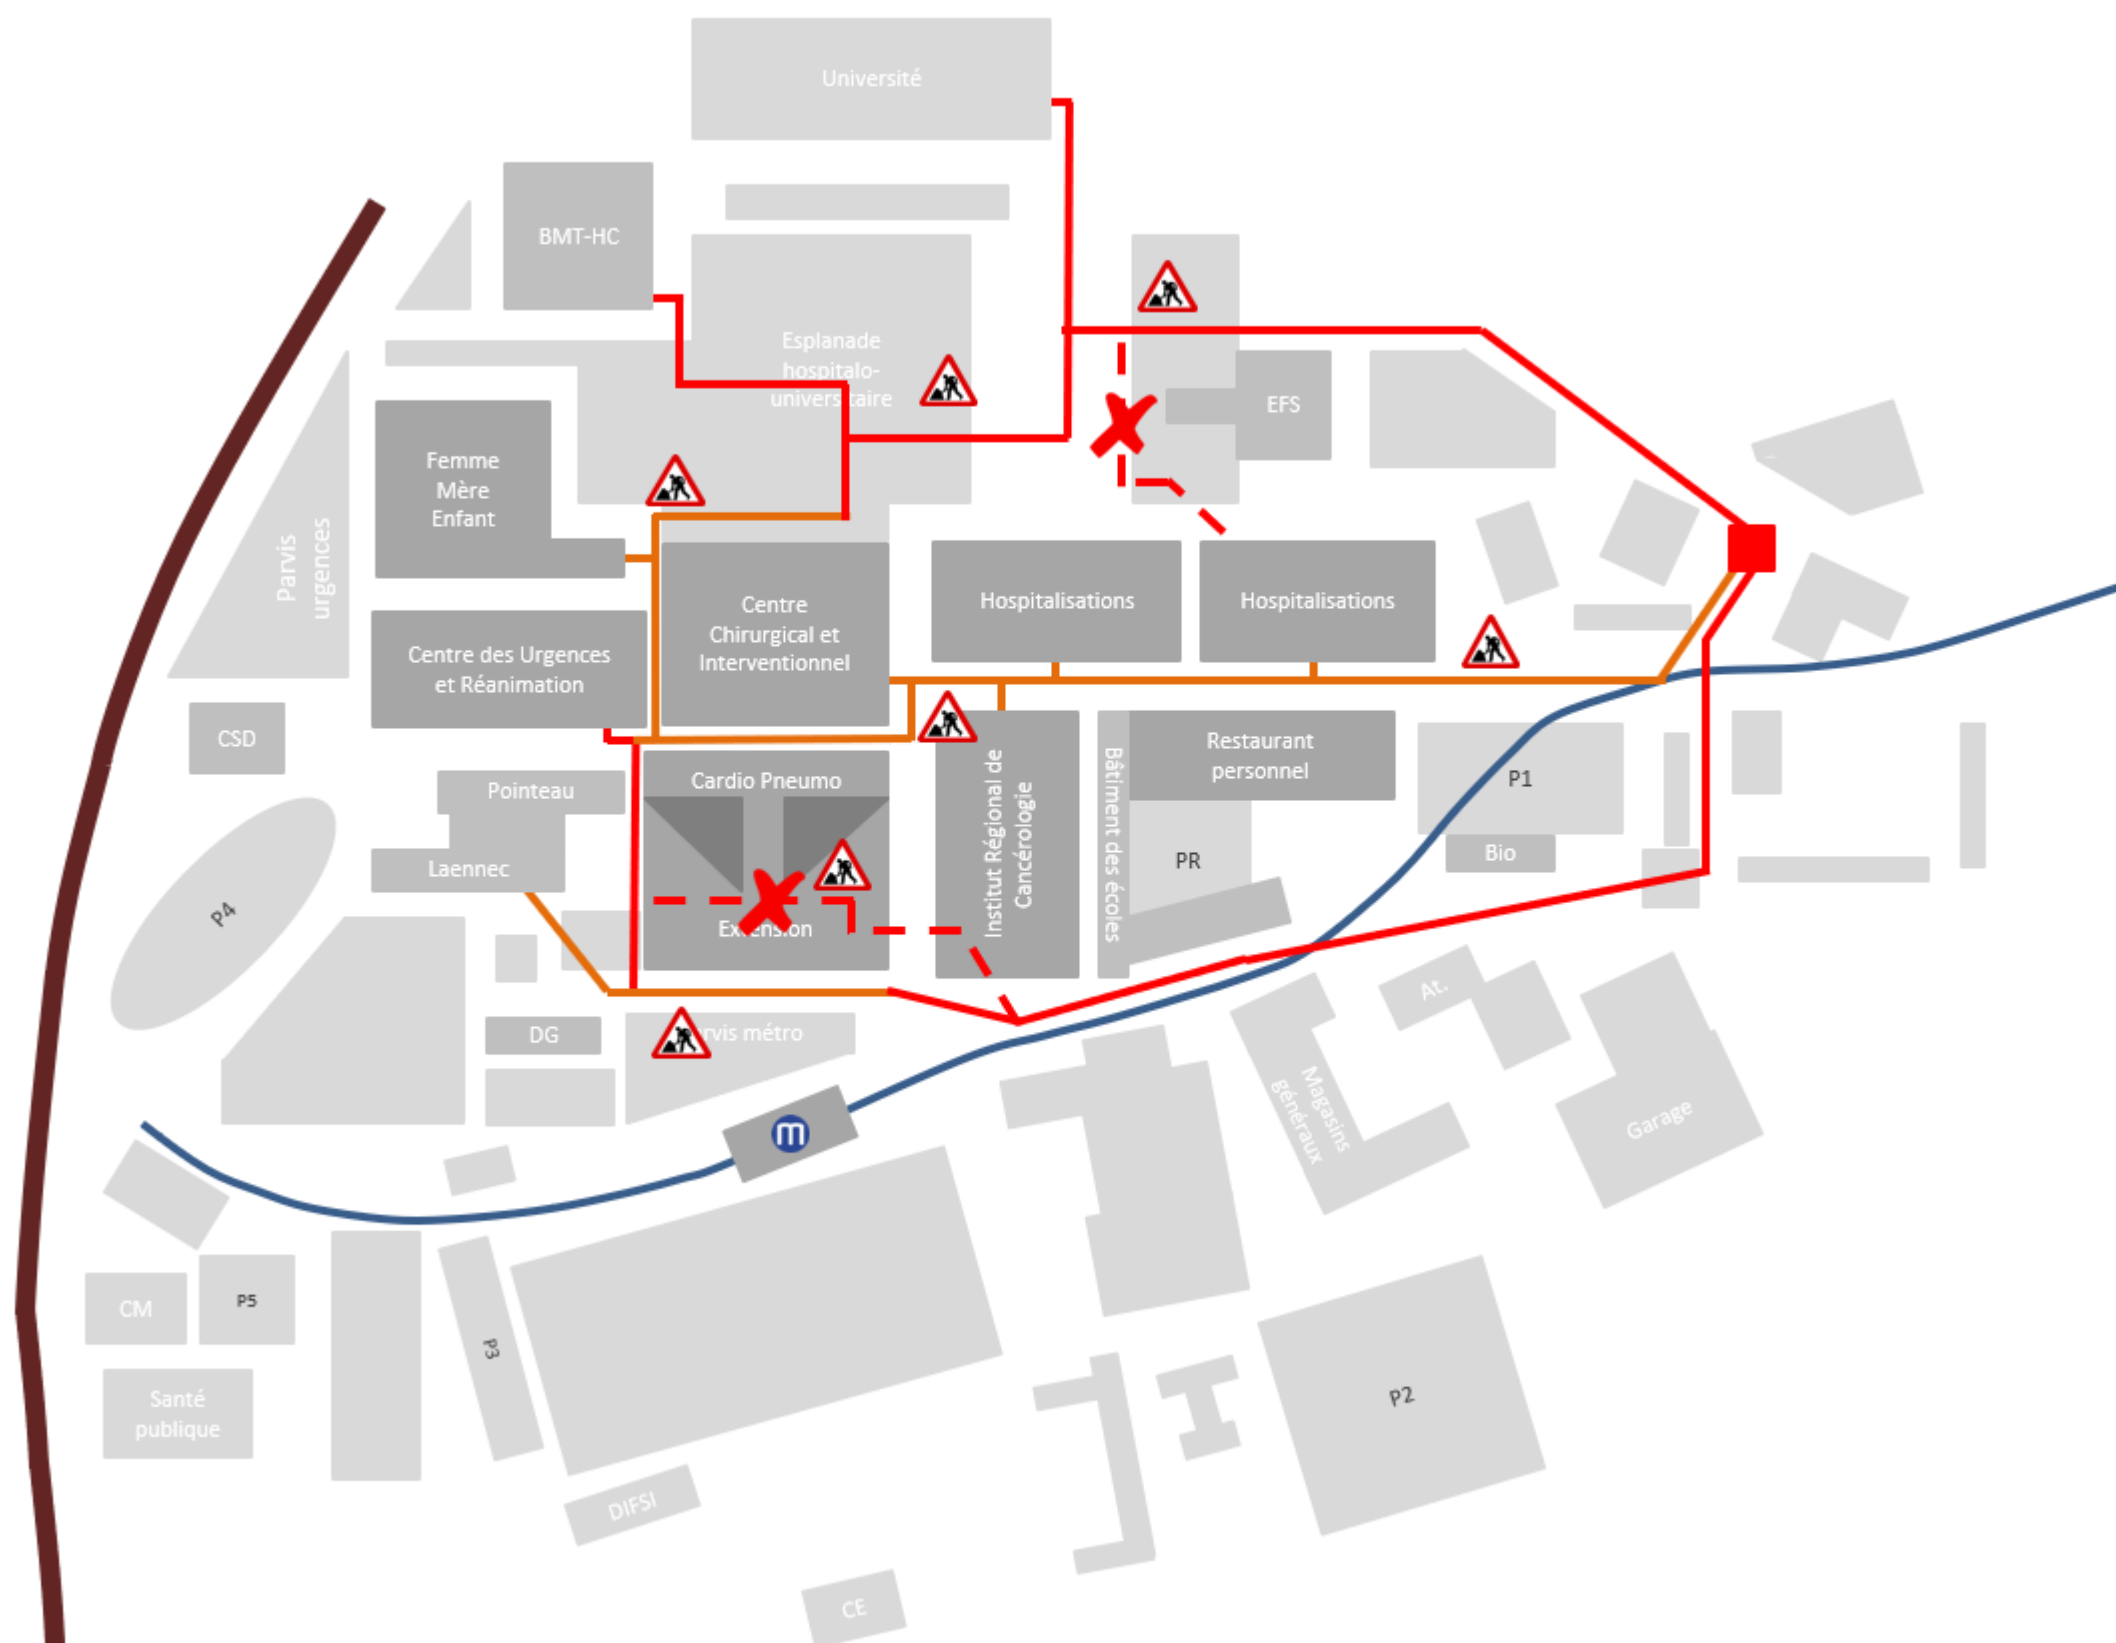 Université
BMT-HC
Esplanade
hospitalo-
universitaire
EFS
Femme
Mère
Enfant
Parvis
urgences
Centre
Chirurgical et
Interventionnel
Hospitalisations
Hospitalisations
Centre des Urgences
et Réanimation
CSD
Cardio Pneumo
Institut Régional de
Cancérologie
Bâtiment des écoles
Restaurant
personnel
P1
Pointeau
Laennec
PR
Bio
P4
Extension
At.
DG
Parvis métro
m
Magasins
généraux
Garage
CM
P5
P3
P2
Santé
publique
DIFSI
CE